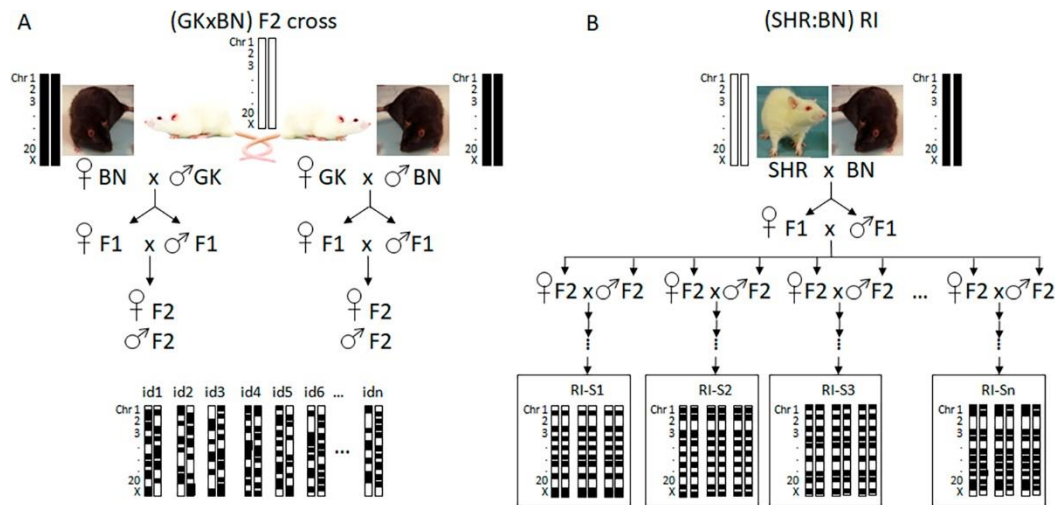 A
(GKxBN) F2 cross
Chr 1
2
3
.
.
.
20
X
Chr 1
2
3
.
.
.
20
X
Chr 1
2
3
.
.
.
20
X
♀ BN x ♂ GK
♀ GK x ♂ BN
♀ F1 x ♂ F1
♀ F1 x ♂ F1
♀ F2
♂ F2
♀ F2
♂ F2
id1 id2 id3 id4 id5 id6 ... idn
Chr 1
2
3
.
.
.
20
X
...
B
(SHR:BN) RI
Chr 1
2
3
.
.
.
20
X
Chr 1
2
3
.
.
.
20
X
SHR x BN
♀ F1 x ♂ F1
♀ F2 x ♂ F2 ♀ F2 x ♂ F2 ♀ F2 x ♂ F2 ... ♀ F2 x ♂ F2
RI-S1
Chr 1
2
3
.
.
.
20
X
RI-S2
Chr 1
2
3
.
.
.
20
X
RI-S3
Chr 1
2
3
.
.
.
20
X
RI-Sn
Chr 1
2
3
.
.
.
20
X